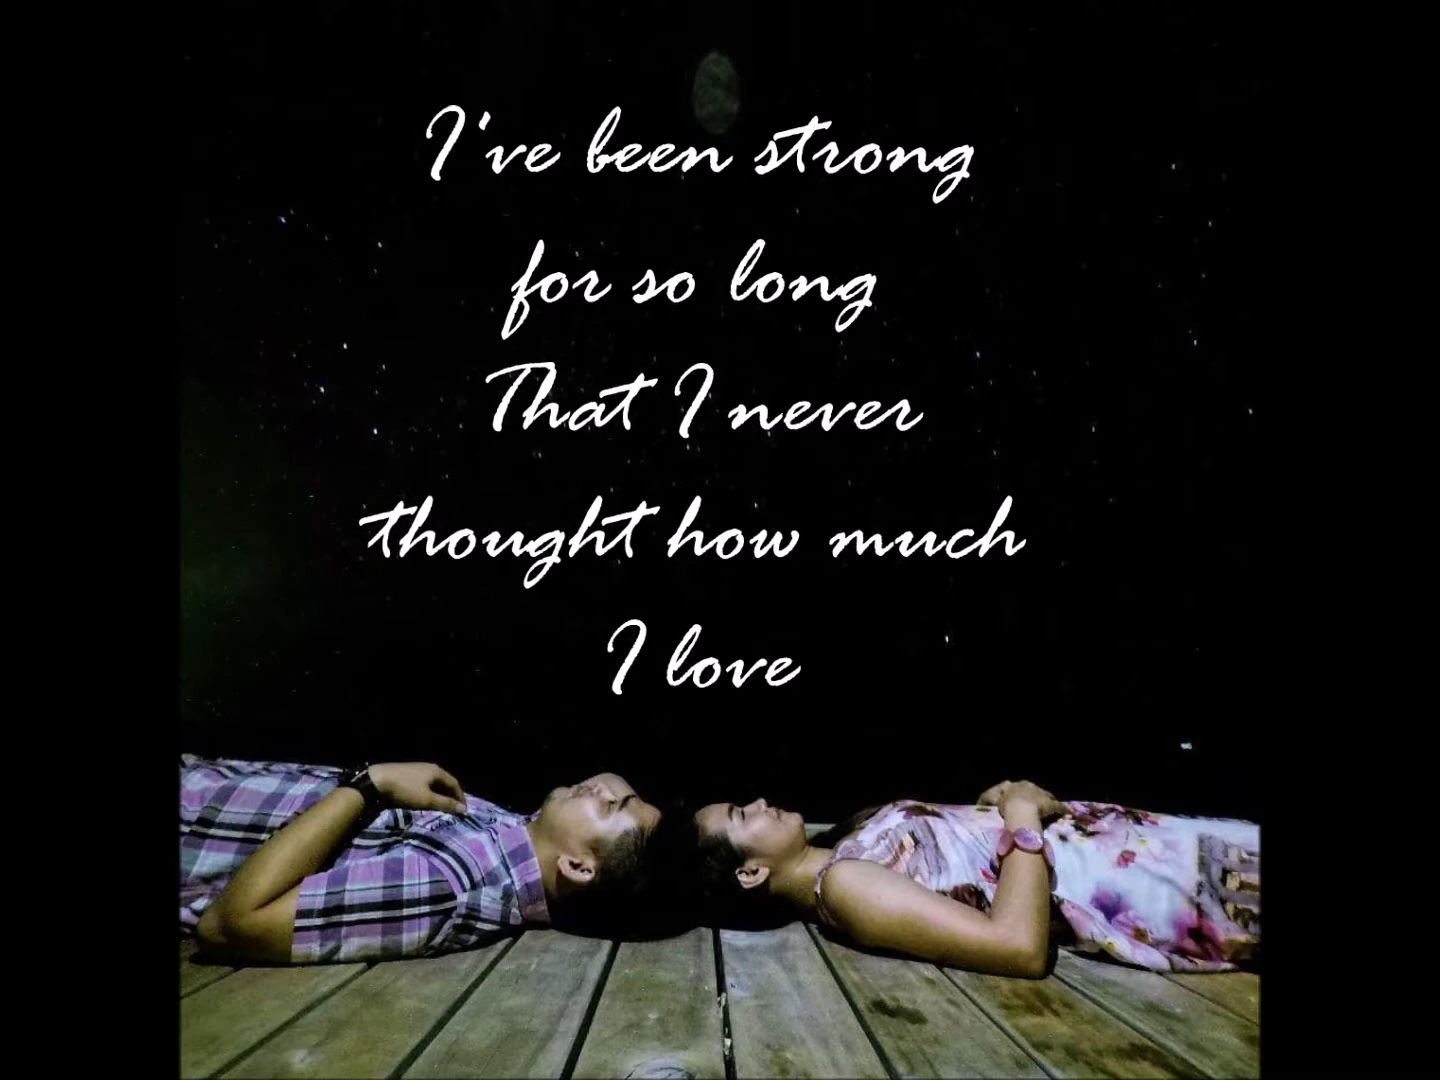 I've been strong
for so long
That I never
thought how much
I love